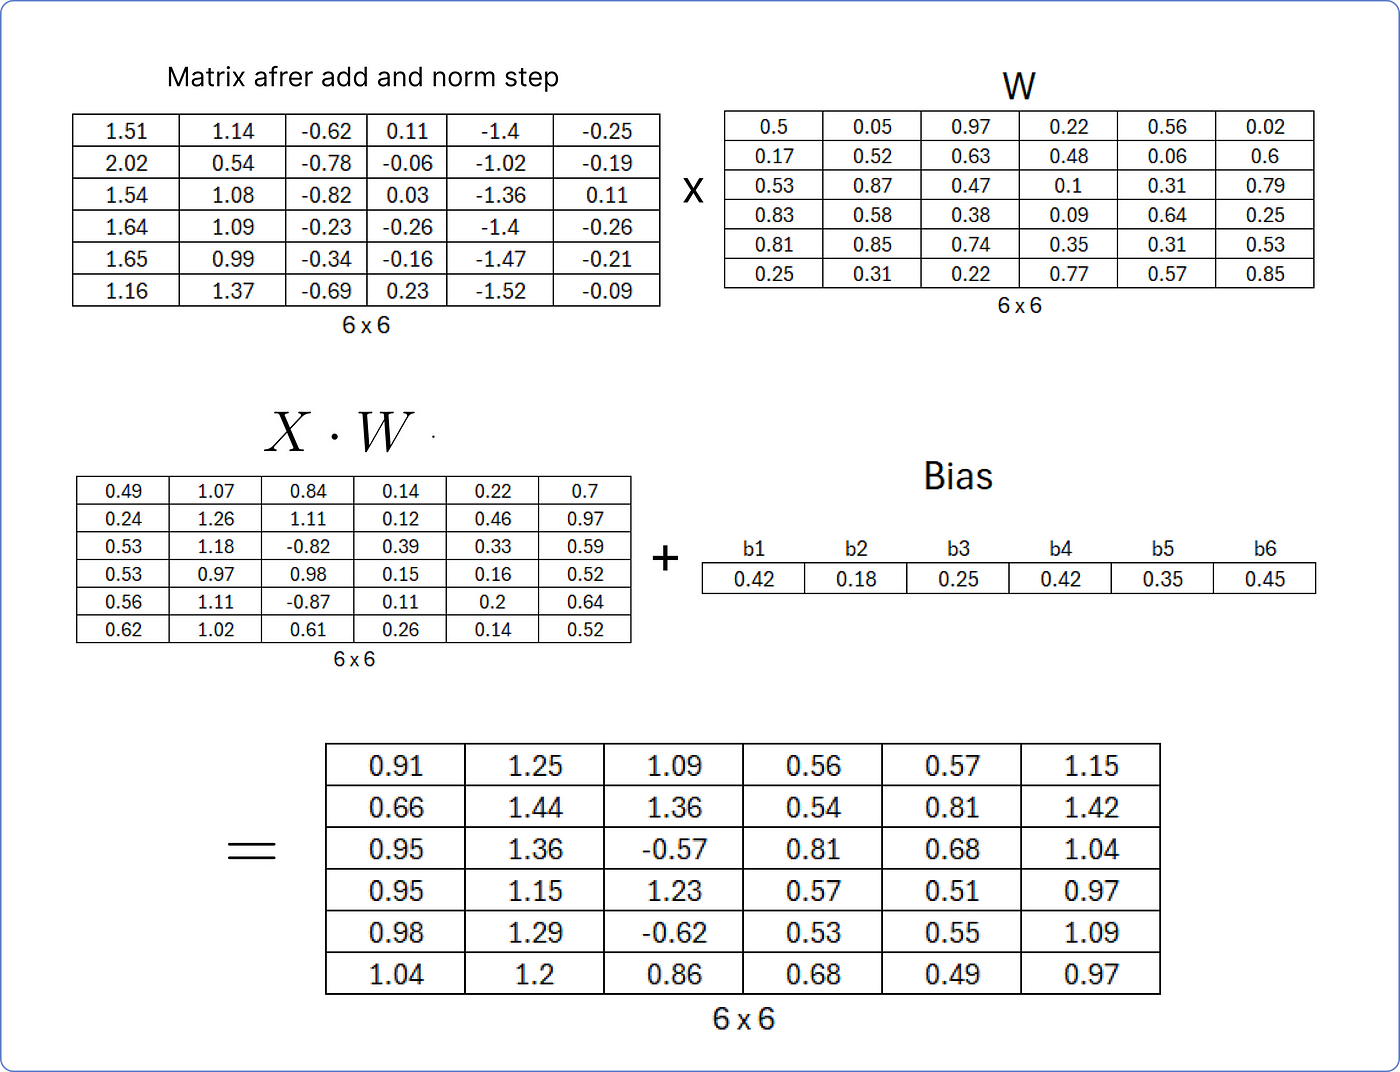 Matrix afrer add and norm step
W
1.51 1.14 -0.62 0.11 -1.4 -0.25
2.02 0.54 -0.78 -0.06 -1.02 -0.19
1.54 1.08 -0.82 0.03 -1.36 0.11
1.64 1.09 -0.23 -0.26 -1.4 -0.26
1.65 0.99 -0.34 -0.16 -1.47 -0.21
1.16 1.37 -0.69 0.23 -1.52 -0.09
6 x 6
x
0.5 0.05 0.97 0.22 0.56 0.02
0.17 0.52 0.63 0.48 0.06 0.6
0.53 0.87 0.47 0.1 0.31 0.79
0.83 0.58 0.38 0.09 0.64 0.25
0.81 0.85 0.74 0.35 0.31 0.53
0.25 0.31 0.22 0.77 0.57 0.85
6 x 6
X · W ·
0.49 1.07 0.84 0.14 0.22 0.7
0.24 1.26 1.11 0.12 0.46 0.97
0.53 1.18 -0.82 0.39 0.33 0.59
0.53 0.97 0.98 0.15 0.16 0.52
0.56 1.11 -0.87 0.11 0.2 0.64
0.62 1.02 0.61 0.26 0.14 0.52
6 x 6
+
Bias
b1 b2 b3 b4 b5 b6
0.42 0.18 0.25 0.42 0.35 0.45
=
0.91 1.25 1.09 0.56 0.57 1.15
0.66 1.44 1.36 0.54 0.81 1.42
0.95 1.36 -0.57 0.81 0.68 1.04
0.95 1.15 1.23 0.57 0.51 0.97
0.98 1.29 -0.62 0.53 0.55 1.09
1.04 1.2 0.86 0.68 0.49 0.97
6 x 6